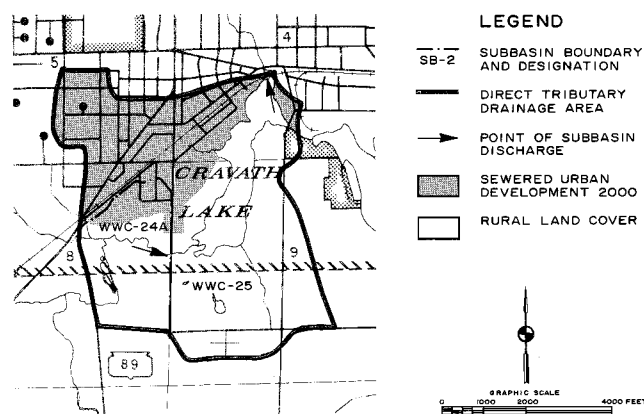 4
5
CRAVATH
LAKE
WWC-24A
8
9
WWC-25
89
LEGEND
SB-2
SUBBASIN BOUNDARY
AND DESIGNATION
DIRECT TRIBUTARY
DRAINAGE AREA
POINT OF SUBBASIN
DISCHARGE
SEWERED URBAN
DEVELOPMENT 2000
RURAL LAND COVER
GRAPHIC SCALE
0 1000 2000 4000 FEET